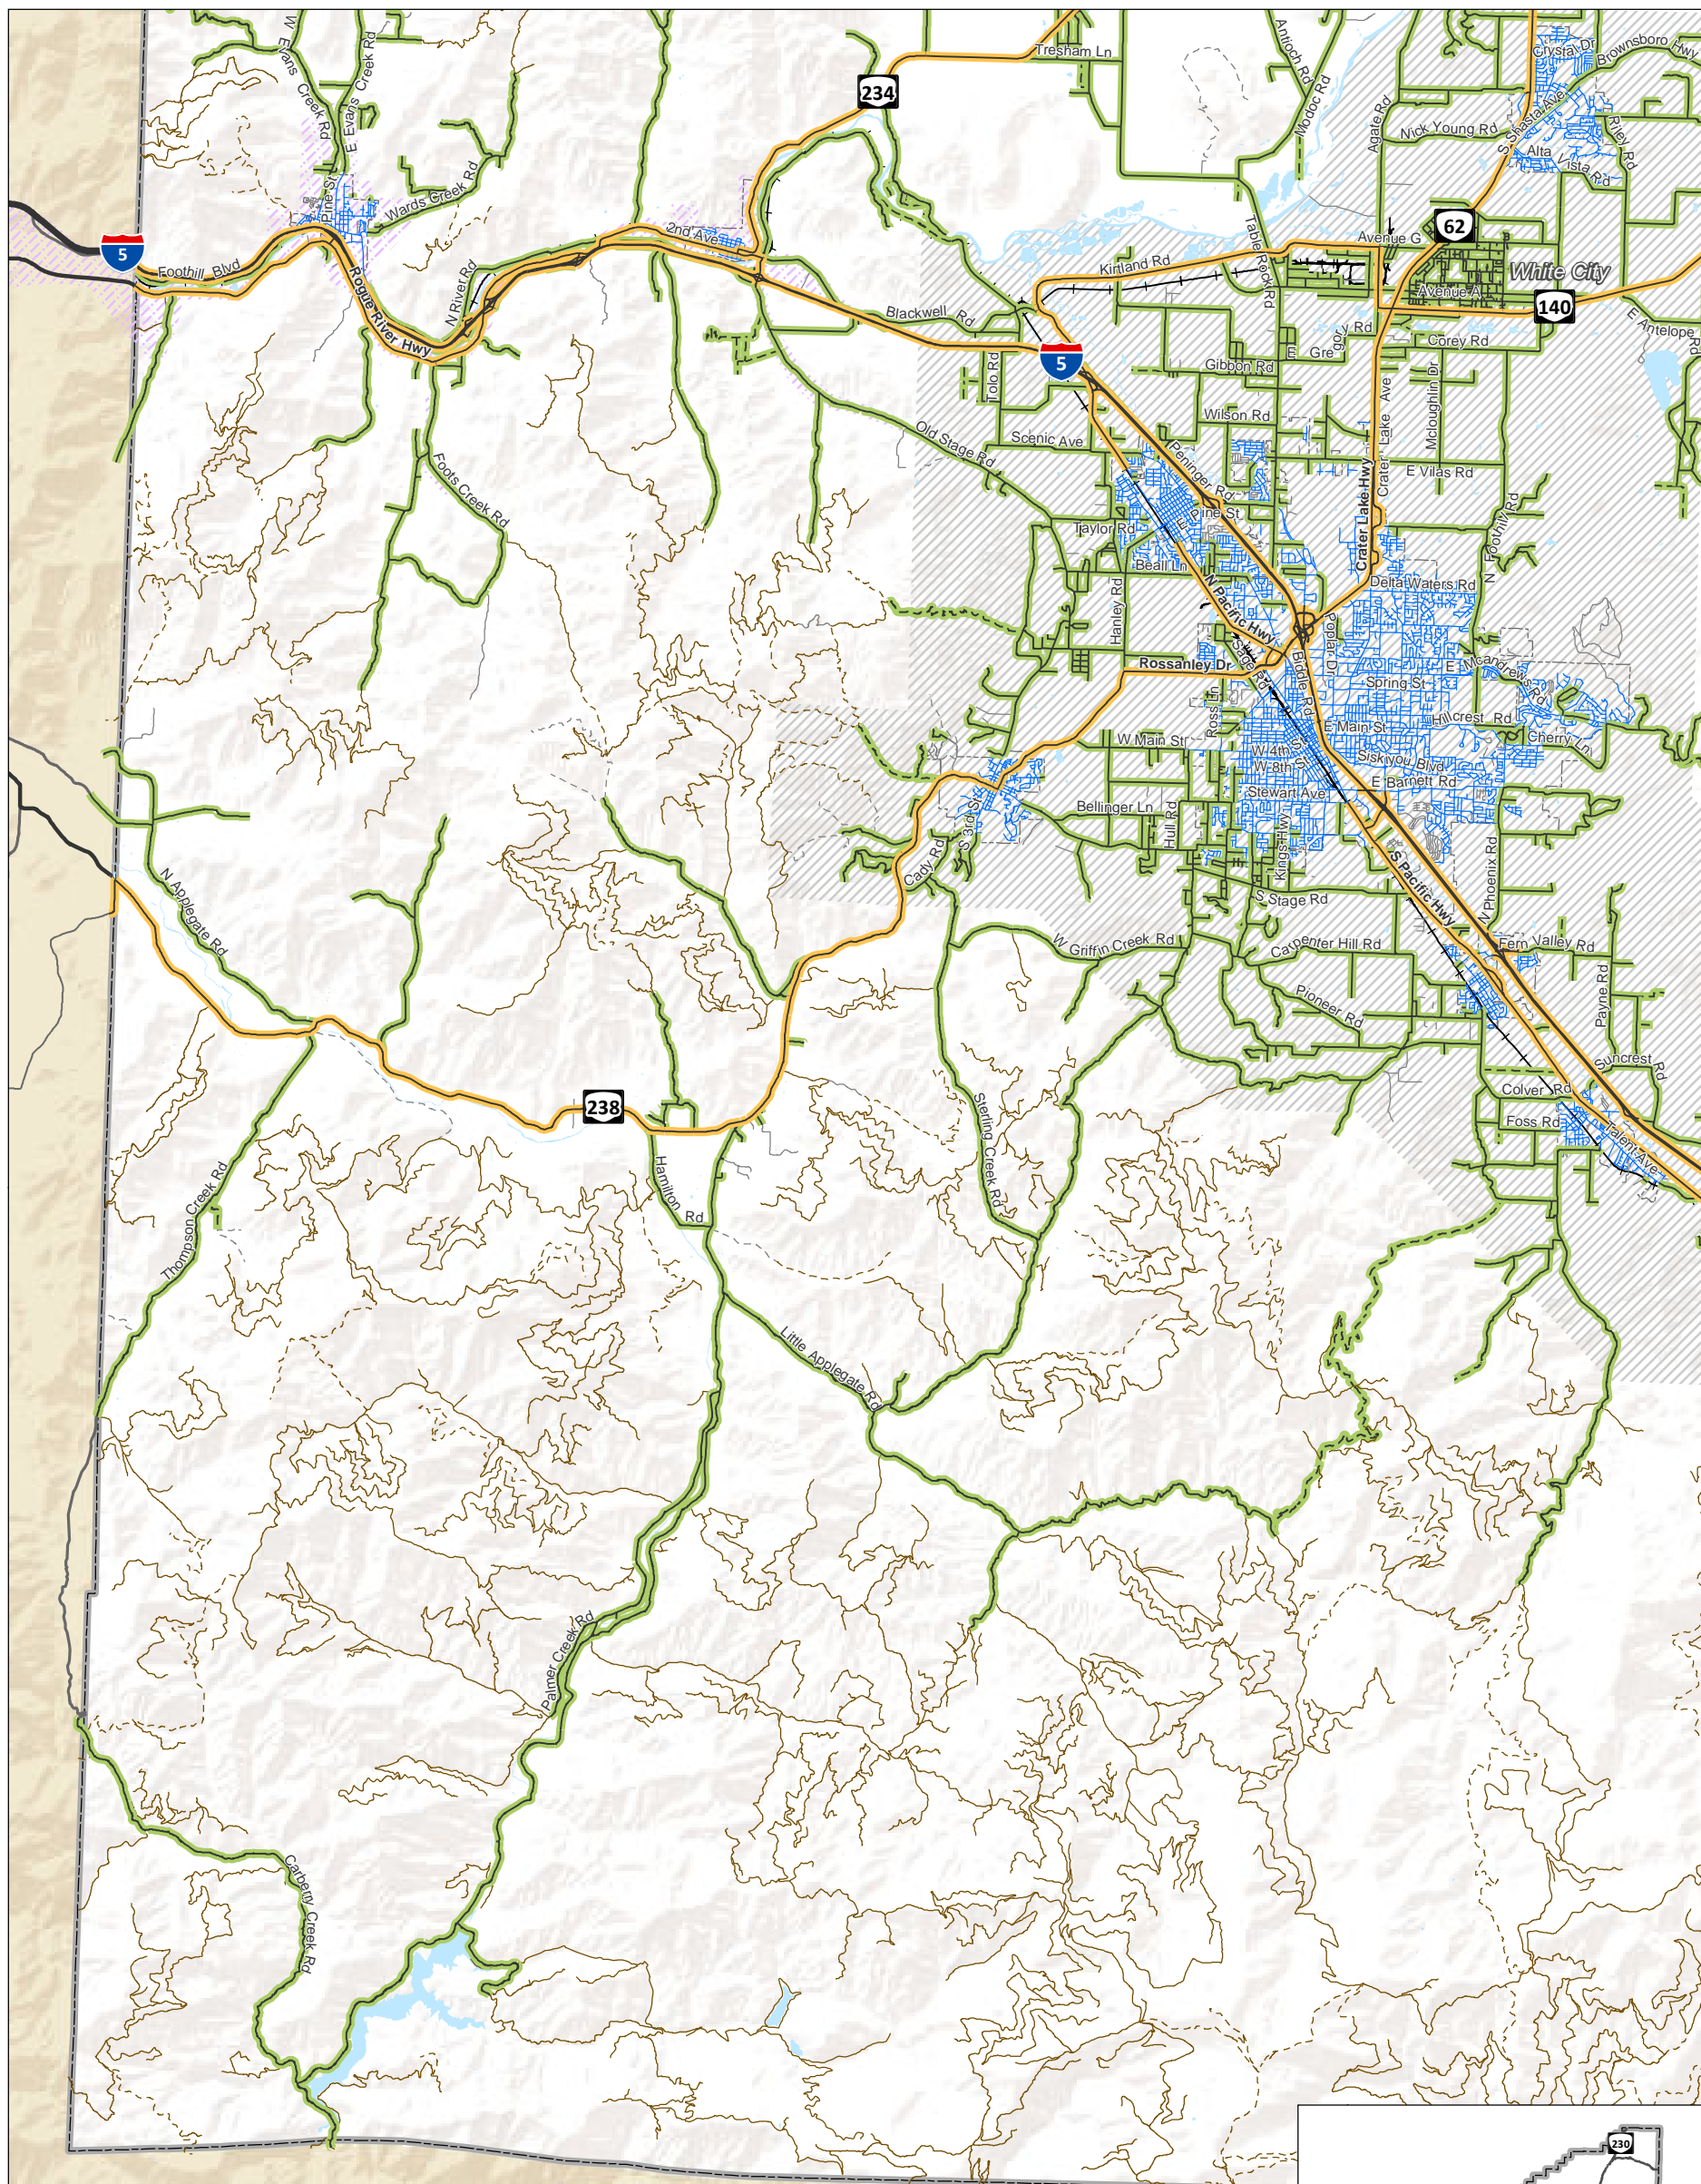 W Evans Creek Rd
E Evans Creek Rd
Tresham Ln
Antioch Rd
Modoc Rd
Crystal Dr
Brownsboro Hwy
234
Agate Rd
Nick Young Rd
S Shasta Ave
Riley Rd
Alta Vista Rd
Pine St
Wards Creek Rd
2nd Ave
Table Rock Rd
Avenue G
62
White City
5
Foothill Blvd
N River Rd
Rogue River Hwy
Kirtland Rd
Avenue A
140
Blackwell Rd
E Gregory Rd
Corey Rd
E Antelope Rd
5
Gibbon Rd
Tolo Rd
Mcloughlin Dr
Crater Lake Ave
Wilson Rd
Old Stage Rd
Scenic Ave
Peninger Rd
E Vilas Rd
Foots Creek Rd
Crater Lake Hwy
E Pine St
Taylor Rd
N Foothill Rd
Beall Ln
Delta Waters Rd
Hanley Rd
N Pacific Hwy
Poplar Dr
Sage Rd
Biddle Rd
Rossanley Dr
E Mcandrews Rd
Spring St
Ross Ln
Hillcrest Rd
E Main St
Cherry Ln
W Main St
W 4th St
W 8th St
Siskiyou Blvd
E Barnett Rd
Stewart Ave
Bellinger Ln
Hull Rd
S 3rd St
Kings Hwy
Cady Rd
S Pacific Hwy
N Phoenix Rd
S Stage Rd
N Applegate Rd
W Griffin Creek Rd
Carpenter Hill Rd
Fern Valley Rd
Payne Rd
Pioneer Rd
Suncrest Rd
Colver Rd
238
Sterling Creek Rd
Foss Rd
Talent Ave
Hamilton Rd
Thompson Creek Rd
Little Applegate Rd
Palmer Creek Rd
Carberry Creek Rd
230